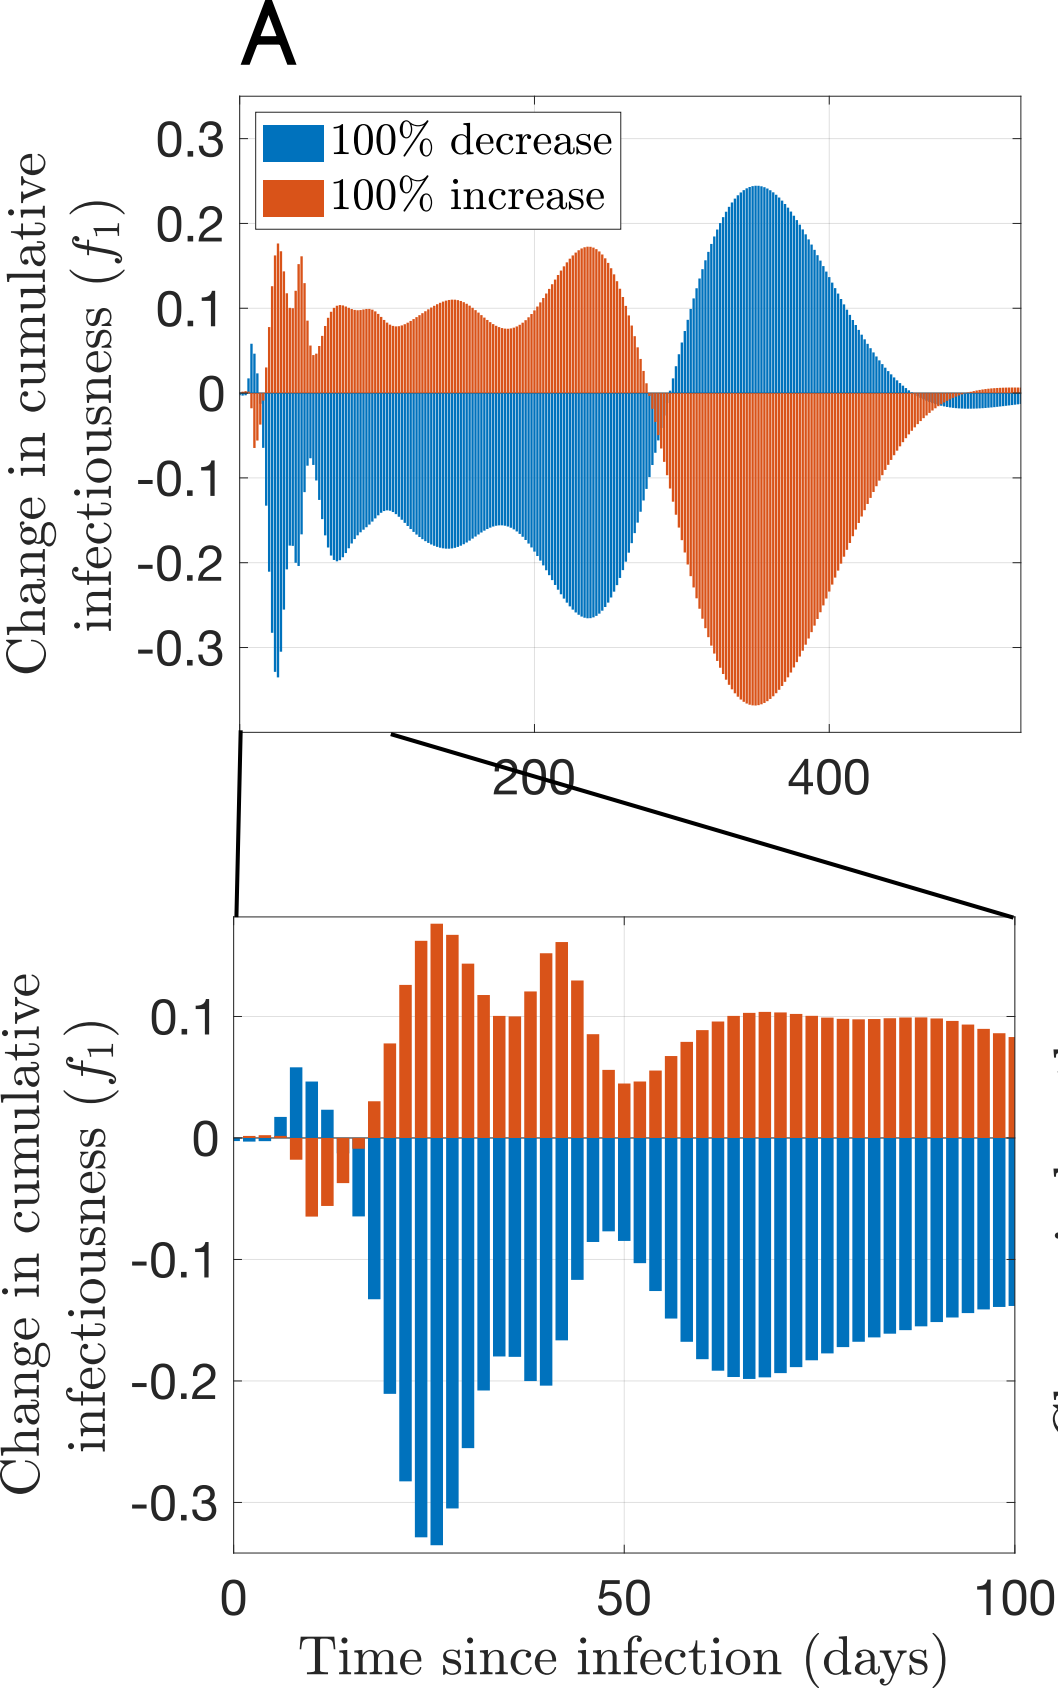 A
100% decrease
100% increase
0.3
0.2
0.1
0
-0.1
-0.2
-0.3
Change in cumulative
infectiousness (f₁)
200
400
0.1
0
-0.1
-0.2
-0.3
Change in cumulative
infectiousness (f₁)
0
50
100
Time since infection (days)